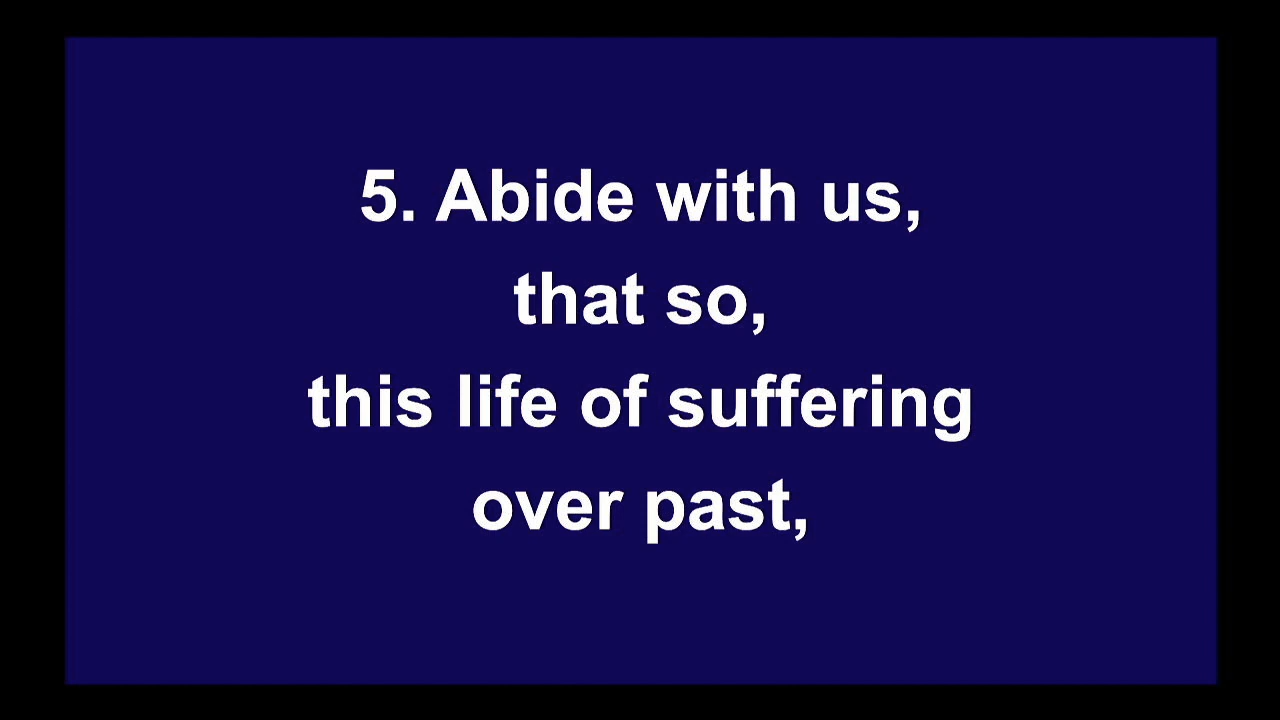 5. Abide with us,
that so,
this life of suffering
over past,